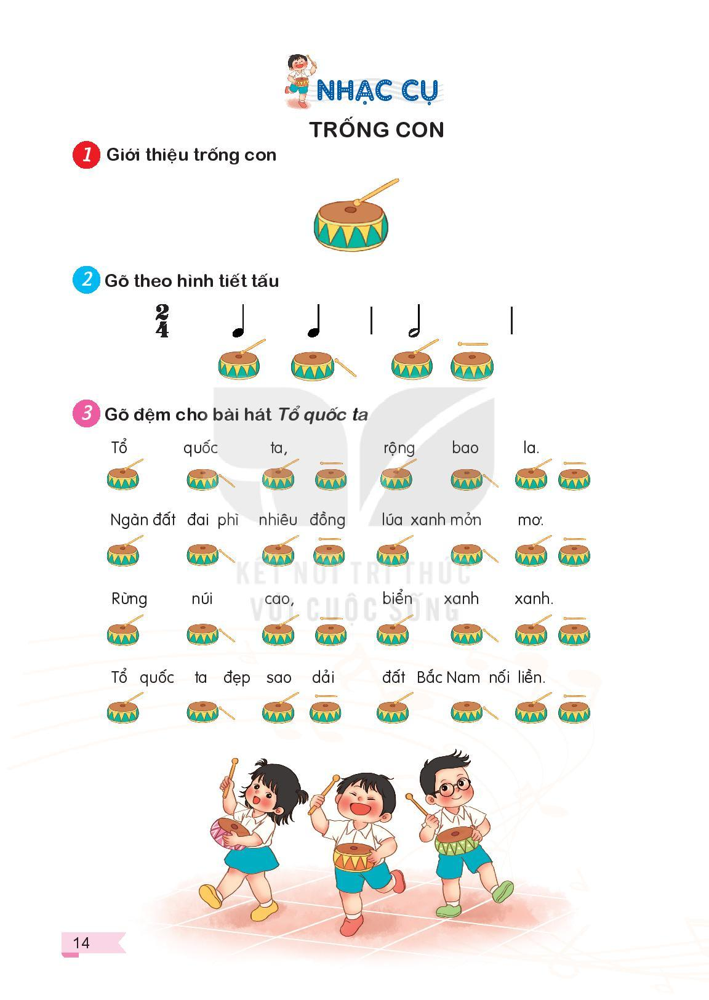 NHẠC CỤ
TRỐNG CON
1 Giới thiệu trống con
2 Gõ theo hình tiết tấu
2
4
3 Gõ đệm cho bài hát Tổ quốc ta
Tổ quốc ta, rộng bao la.
Ngàn đất đai phì nhiêu đồng lúa xanh mởn mơ.
KẾT NỐI TRI THỨC
VỚI CUỘC SỐNG
Rừng núi cao, biển xanh xanh.
Tổ quốc ta đẹp sao dải đất Bắc Nam nối liền.
14